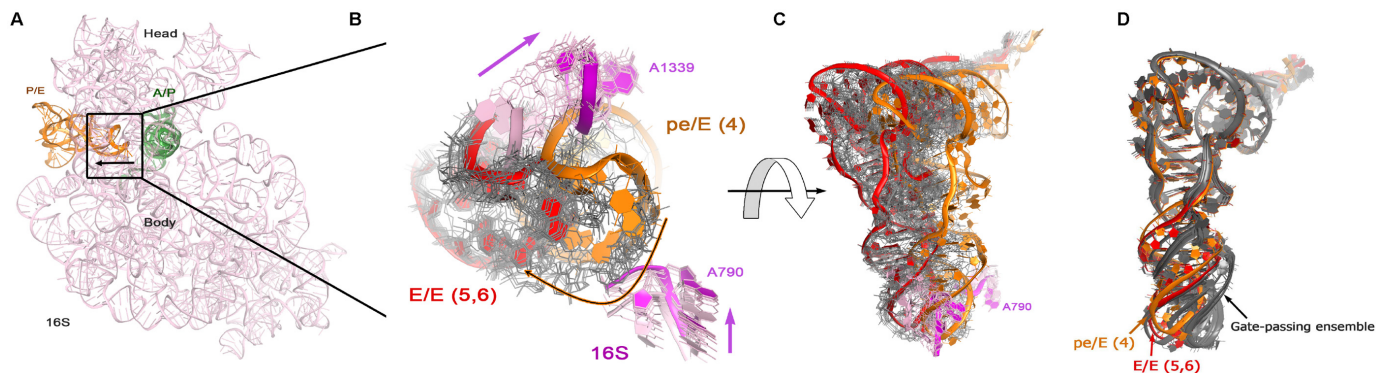 A
Head
P/E
A/P
Body
16S
B
A1339
pe/E (4)
A790
E/E (5,6)
16S
C
A790
D
Gate-passing ensemble
pe/E (4)
E/E (5,6)